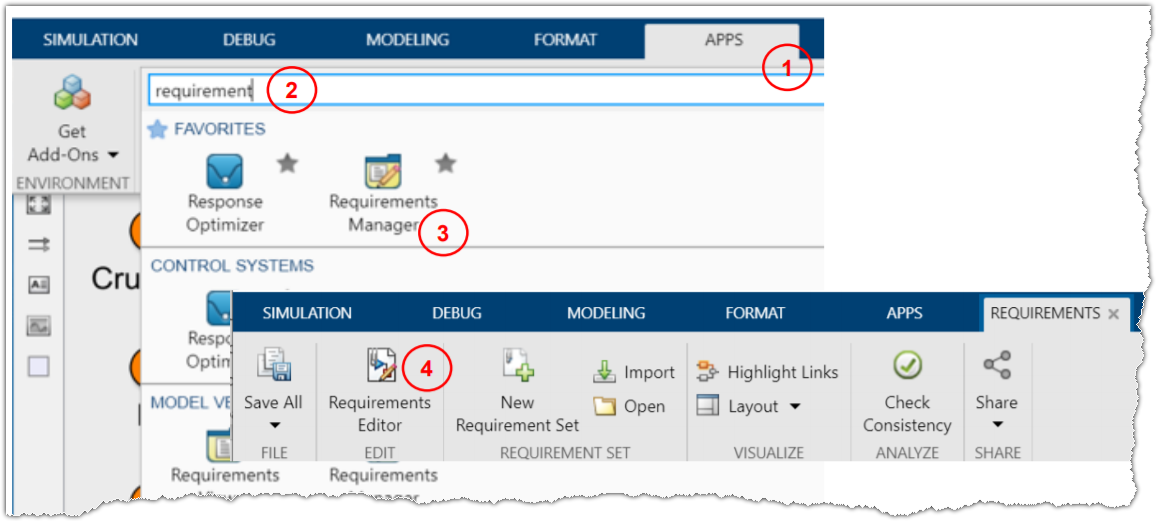 SIMULATION DEBUG MODELING FORMAT APPS
1
requirement 2
Get
Add-Ons
ENVIRONMENT
FAVORITES
Response
Optimizer
Requirements
Manager
3
CONTROL SYSTEMS
Cru
Respo
Optim
MODEL VE
Requirements
Requirements
SIMULATION DEBUG MODELING FORMAT APPS REQUIREMENTS
Save All
FILE
Requirements
Editor
4
EDIT
New
Requirement Set
Import
Open
REQUIREMENT SET
Highlight Links
Layout
VISUALIZE
Check
Consistency
ANALYZE
Share
SHARE